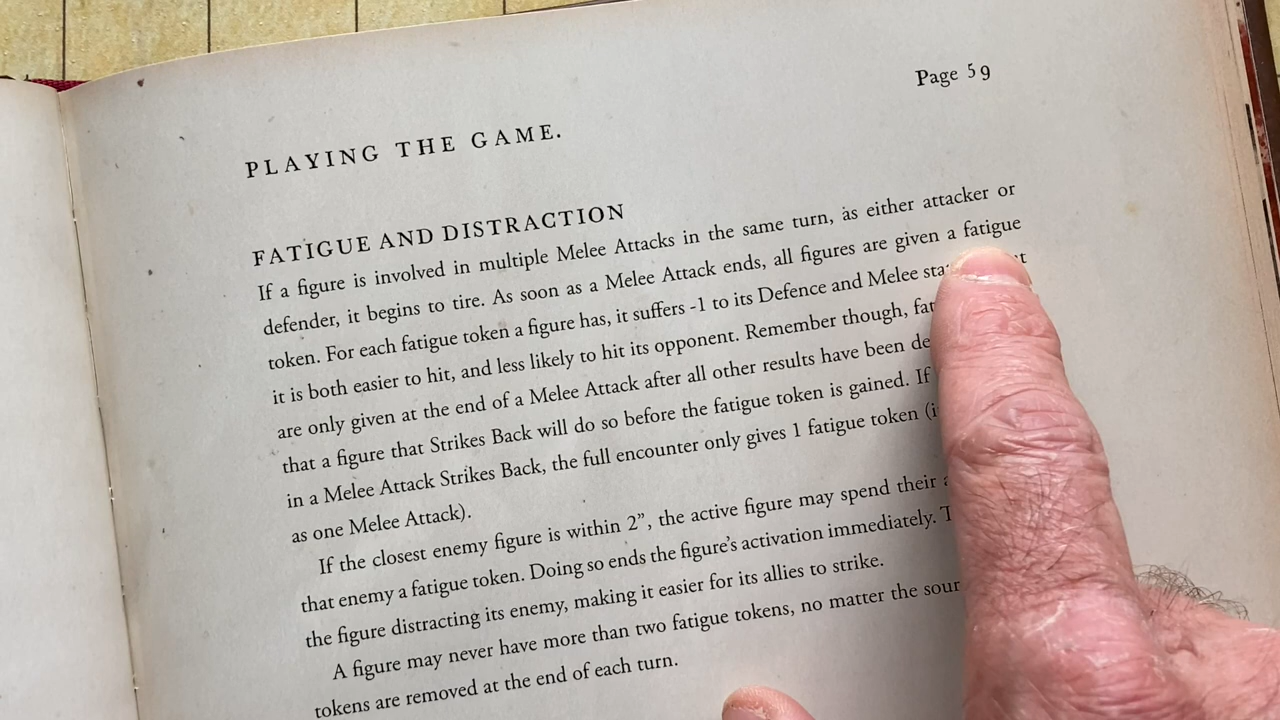 Page 59
PLAYING THE GAME.
FATIGUE AND DISTRACTION
If a figure is involved in multiple Melee Attacks in the same turn, as either attacker or
defender, it begins to tire. As soon as a Melee Attack ends, all figures are given a fatigue
token. For each fatigue token a figure has, it suffers -1 to its Defence and Melee
it is both easier to hit, and less likely to hit its opponent. Remember though,
are only given at the end of a Melee Attack after all other results have been
that a figure that Strikes Back will do so before the fatigue token is gained. If
in a Melee Attack Strikes Back, the full encounter only gives 1 fatigue token
as one Melee Attack).
If the closest enemy figure is within 2”, the active figure may spend their
that enemy a fatigue token. Doing so ends the figure’s activation immediately.
the figure distracting its enemy, making it easier for its allies to strike.
A figure may never have more than two fatigue tokens, no matter the
tokens are removed at the end of each turn.